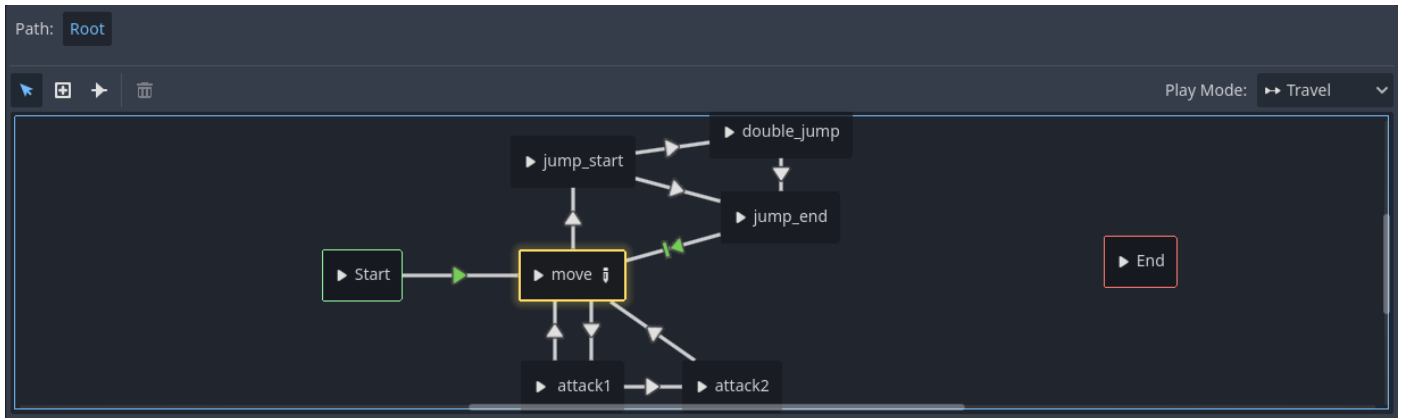 Path: Root
Play Mode: Travel
double_jump
jump_start
jump_end
Start
move
End
attack1
attack2